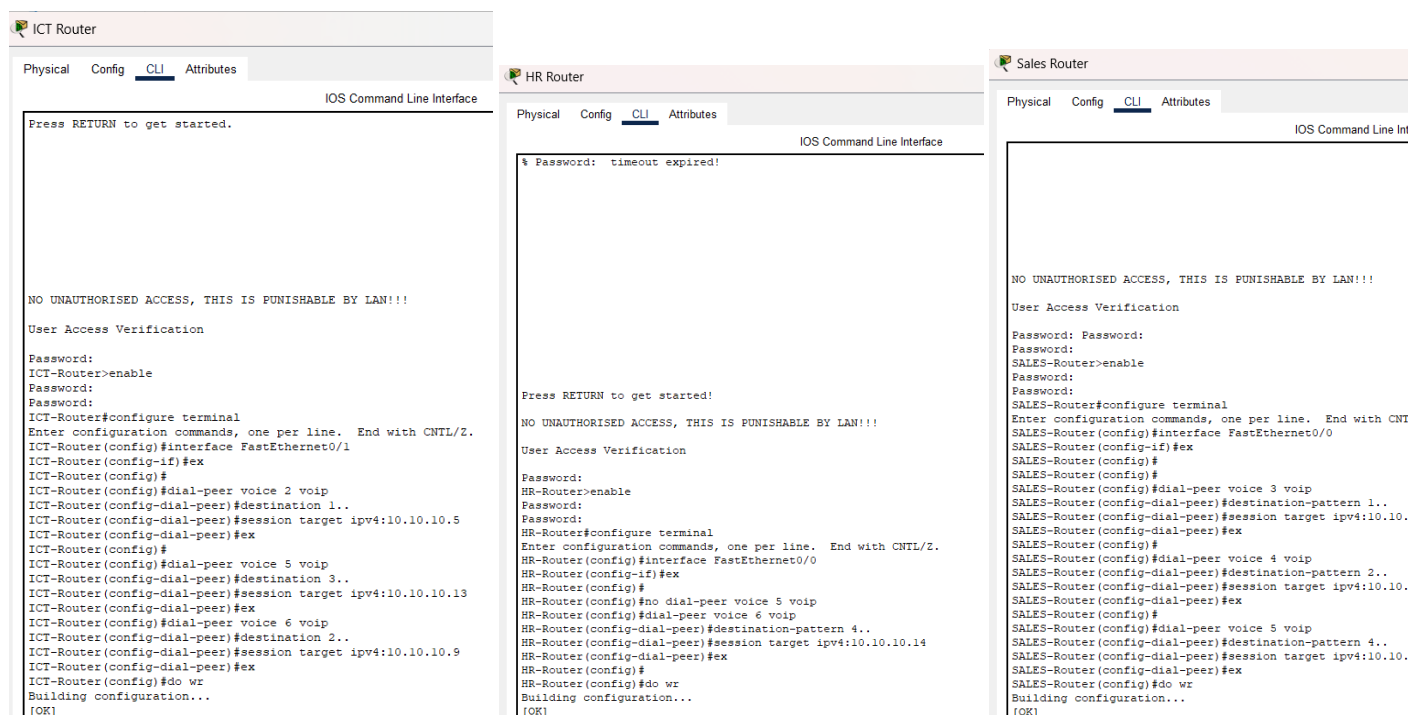 ICT Router
Physical Config CLI Attributes
IOS Command Line Interface
Press RETURN to get started.
NO UNAUTHORISED ACCESS, THIS IS PUNISHABLE BY LAN!!!
User Access Verification
Password:
ICT-Router>enable
Password:
Password:
ICT-Router#configure terminal
Enter configuration commands, one per line. End with CNTL/Z.
ICT-Router(config)#interface FastEthernet0/1
ICT-Router(config-if)#ex
ICT-Router(config)#
ICT-Router(config)#dial-peer voice 2 voip
ICT-Router(config-dial-peer)#destination 1..
ICT-Router(config-dial-peer)#session target ipv4:10.10.10.5
ICT-Router(config-dial-peer)#ex
ICT-Router(config)#
ICT-Router(config)#dial-peer voice 5 voip
ICT-Router(config-dial-peer)#destination 3..
ICT-Router(config-dial-peer)#session target ipv4:10.10.10.13
ICT-Router(config-dial-peer)#ex
ICT-Router(config)#dial-peer voice 6 voip
ICT-Router(config-dial-peer)#destination 2..
ICT-Router(config-dial-peer)#session target ipv4:10.10.10.9
ICT-Router(config-dial-peer)#ex
ICT-Router(config)#do wr
Building configuration...
[OK]
HR Router
Physical Config CLI Attributes
IOS Command Line Interface
% Password: timeout expired!
Press RETURN to get started!
NO UNAUTHORISED ACCESS, THIS IS PUNISHABLE BY LAN!!!
User Access Verification
Password:
HR-Router>enable
Password:
Password:
HR-Router#configure terminal
Enter configuration commands, one per line. End with CNTL/Z.
HR-Router(config)#interface FastEthernet0/0
HR-Router(config-if)#ex
HR-Router(config)#
HR-Router(config)#no dial-peer voice 5 voip
HR-Router(config)#dial-peer voice 6 voip
HR-Router(config-dial-peer)#destination-pattern 4..
HR-Router(config-dial-peer)#session target ipv4:10.10.10.14
HR-Router(config-dial-peer)#ex
HR-Router(config)#
HR-Router(config)#do wr
Building configuration...
[OK]
Sales Router
Physical Config CLI Attributes
IOS Command Line Int
NO UNAUTHORISED ACCESS, THIS IS PUNISHABLE BY LAN!!!
User Access Verification
Password: Password:
Password:
SALES-Router>enable
Password:
Password:
SALES-Router#configure terminal
Enter configuration commands, one per line. End with CNT
SALES-Router(config)#interface FastEthernet0/0
SALES-Router(config-if)#ex
SALES-Router(config)#
SALES-Router(config)#
SALES-Router(config)#dial-peer voice 3 voip
SALES-Router(config-dial-peer)#destination-pattern 1..
SALES-Router(config-dial-peer)#session target ipv4:10.10.
SALES-Router(config-dial-peer)#ex
SALES-Router(config)#
SALES-Router(config)#dial-peer voice 4 voip
SALES-Router(config-dial-peer)#destination-pattern 2..
SALES-Router(config-dial-peer)#session target ipv4:10.10.
SALES-Router(config-dial-peer)#ex
SALES-Router(config)#
SALES-Router(config)#dial-peer voice 5 voip
SALES-Router(config-dial-peer)#destination-pattern 4..
SALES-Router(config-dial-peer)#session target ipv4:10.10.
SALES-Router(config-dial-peer)#ex
SALES-Router(config)#do wr
Building configuration...
[OK]